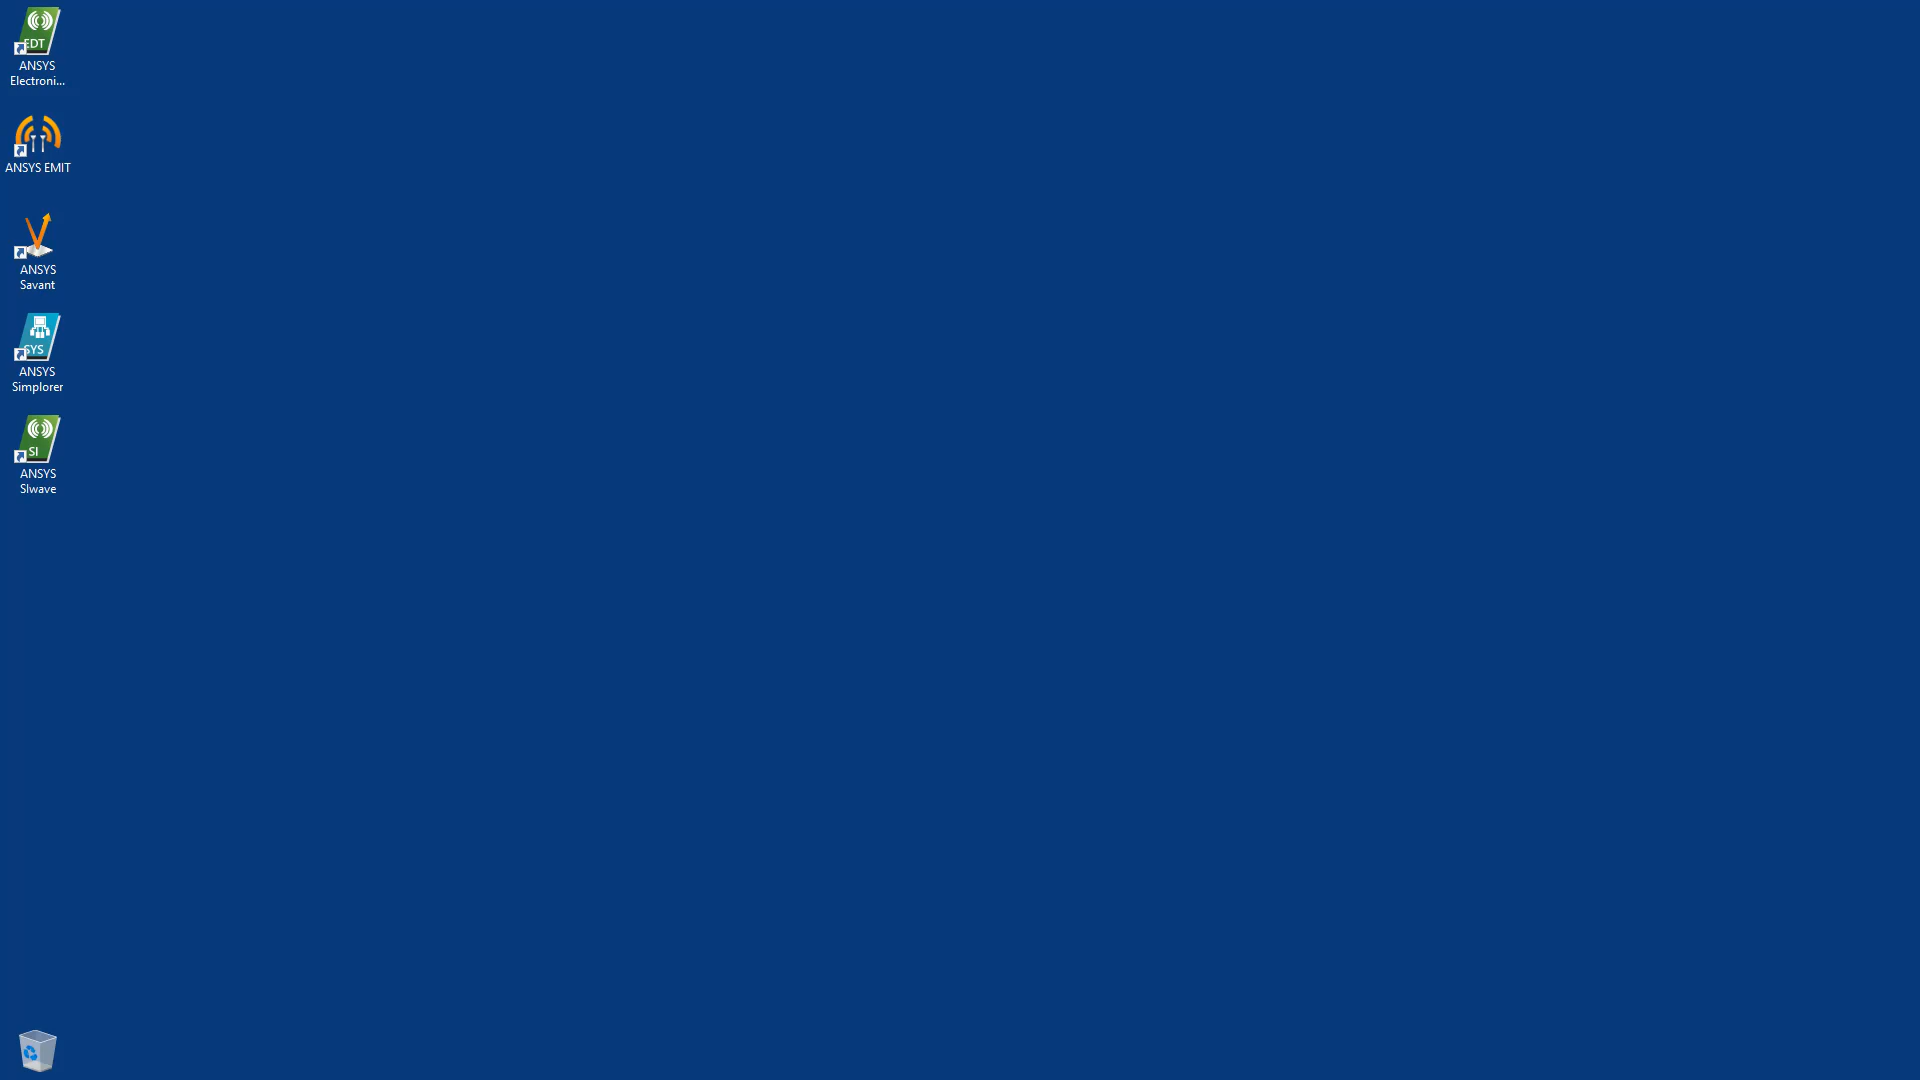 EDT
ANSYS
Electroni...
ANSYS EMIT
ANSYS
Savant
SYS
ANSYS
Simplorer
SI
ANSYS
SIwave